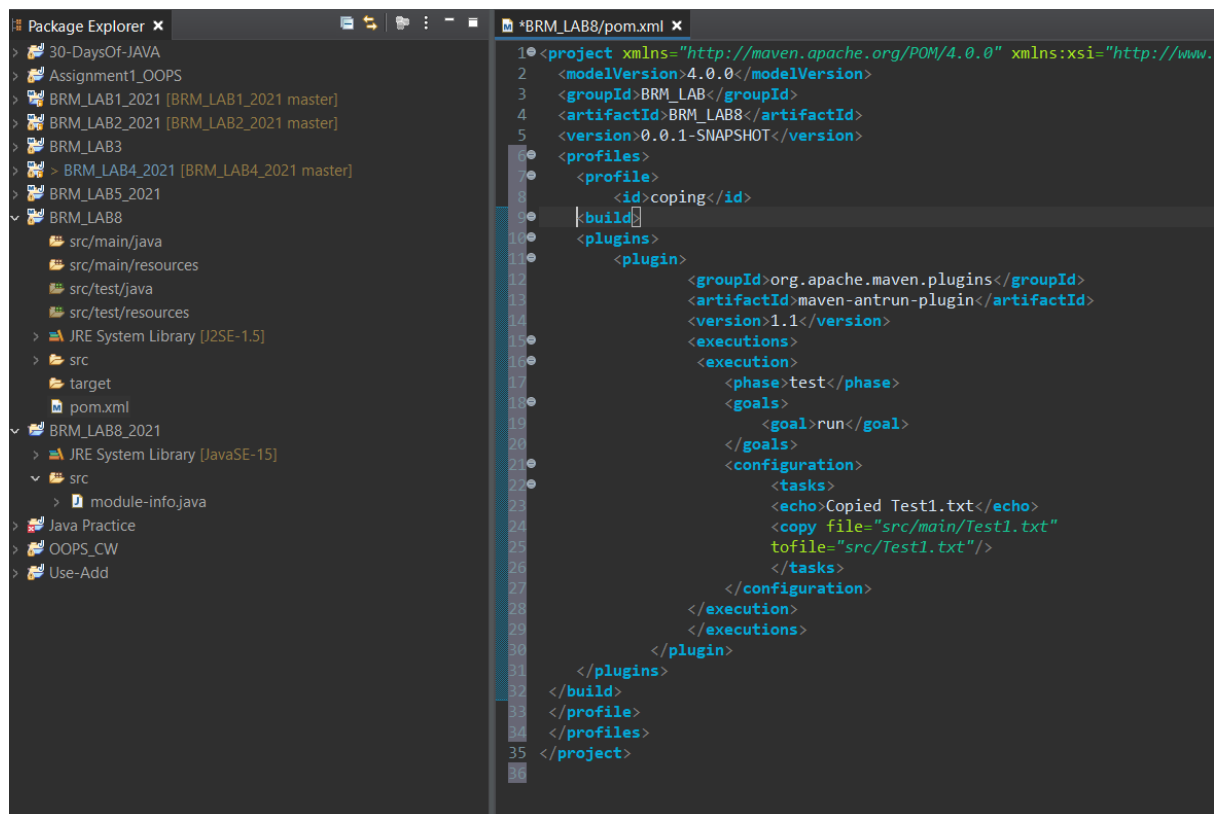 Package Explorer
30-DaysOf-JAVA
Assignment1_OOPS
BRM_LAB1_2021 [BRM_LAB1_2021 master]
BRM_LAB2_2021 [BRM_LAB2_2021 master]
BRM_LAB3
> BRM_LAB4_2021 [BRM_LAB4_2021 master]
BRM_LAB5_2021
BRM_LAB8
src/main/java
src/main/resources
src/test/java
src/test/resources
JRE System Library [J2SE-1.5]
src
target
pom.xml
BRM_LAB8_2021
JRE System Library [JavaSE-15]
src
module-info.java
Java Practice
OOPS_CW
Use-Add
*BRM_LAB8/pom.xml
1 <project xmlns="http://maven.apache.org/POM/4.0.0" xmlns:xsi="http://www.
2 <modelVersion>4.0.0</modelVersion>
3 <groupId>BRM_LAB</groupId>
4 <artifactId>BRM_LAB8</artifactId>
5 <version>0.0.1-SNAPSHOT</version>
6 <profiles>
7 <profile>
8 <id>coping</id>
9 <build>
10 <plugins>
11 <plugin>
12 <groupId>org.apache.maven.plugins</groupId>
13 <artifactId>maven-antrun-plugin</artifactId>
14 <version>1.1</version>
15 <executions>
16 <execution>
17 <phase>test</phase>
18 <goals>
19 <goal>run</goal>
20 </goals>
21 <configuration>
22 <tasks>
23 <echo>Copied Test1.txt</echo>
24 <copy file="src/main/Test1.txt"
25 tofile="src/Test1.txt"/>
26 </tasks>
27 </configuration>
28 </execution>
29 </executions>
30 </plugin>
31 </plugins>
32 </build>
33 </profile>
34 </profiles>
35 </project>
36